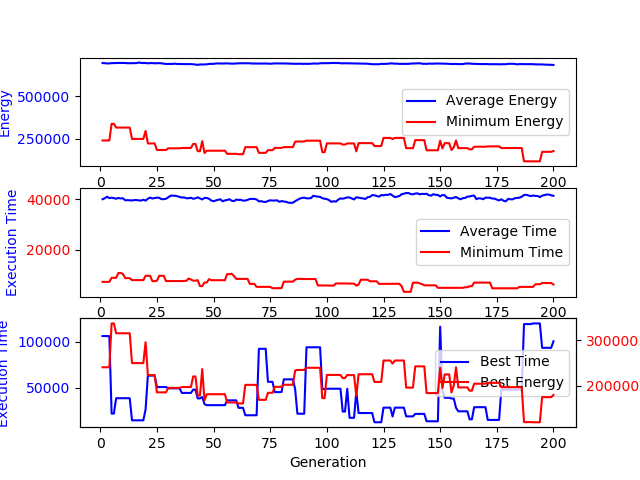 Energy
500000
250000
Average Energy
Minimum Energy
0 25 50 75 100 125 150 175 200
Execution Time
40000
20000
Average Time
Minimum Time
0 25 50 75 100 125 150 175 200
Execution Time
100000
50000
Best Time
Best Energy
300000
200000
0 25 50 75 100 125 150 175 200
Generation